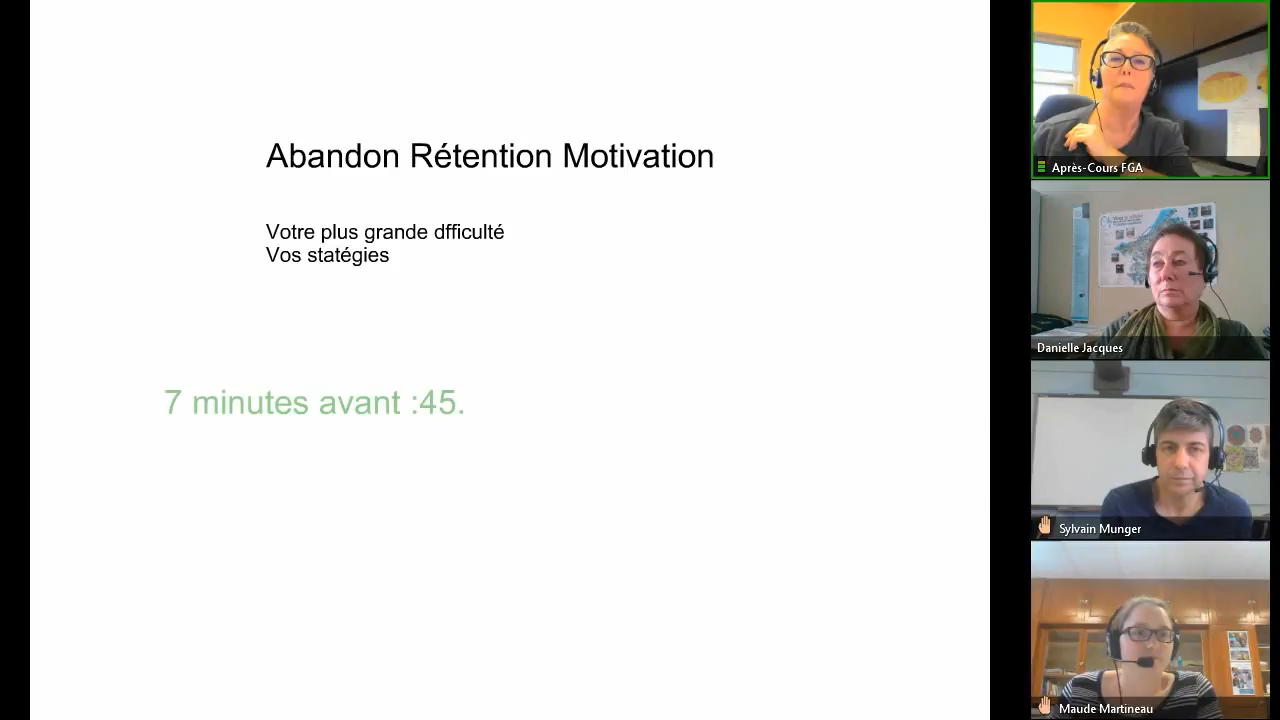 Abandon Rétention Motivation
Votre plus grande dfficulté
Vos statégies
7 minutes avant :45.
Après-Cours FGA
Danielle Jacques
Sylvain Munger
Maude Martineau